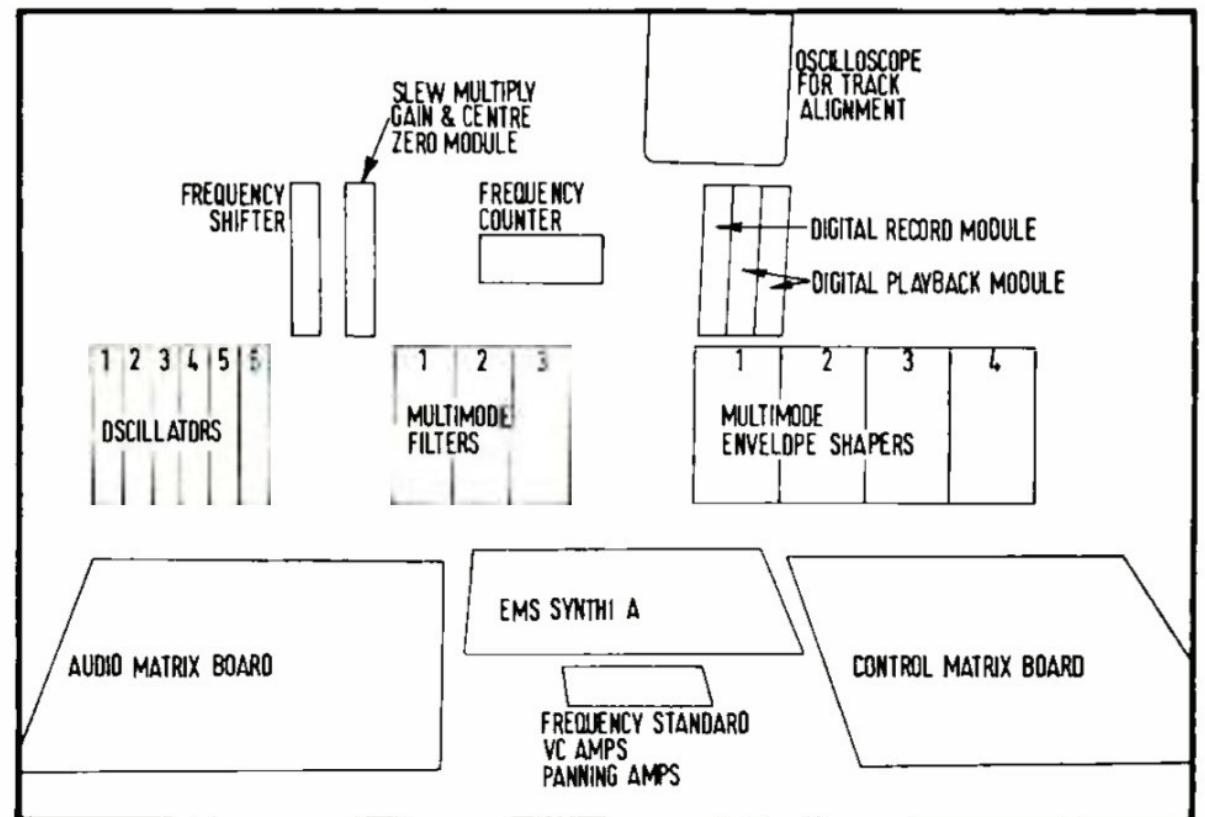 OSCILLOSCOPE
FOR TRACK
ALIGNMENT
SLEW MULTIPLY
GAIN & CENTRE
ZERO MODULE
FREQUENCY
SHIFTER
FREQUENCY
COUNTER
DIGITAL RECORD MODULE
DIGITAL PLAYBACK MODULE
1 2 3 4 5 6
OSCILLATORS
1 2 3
MULTIMODE
FILTERS
1 2 3 4
MULTIMODE
ENVELOPE SHAPERS
AUDIO MATRIX BOARD
EMS SYNTHI A
CONTROL MATRIX BOARD
FREQUENCY STANDARD
VC AMPS
PANNING AMPS